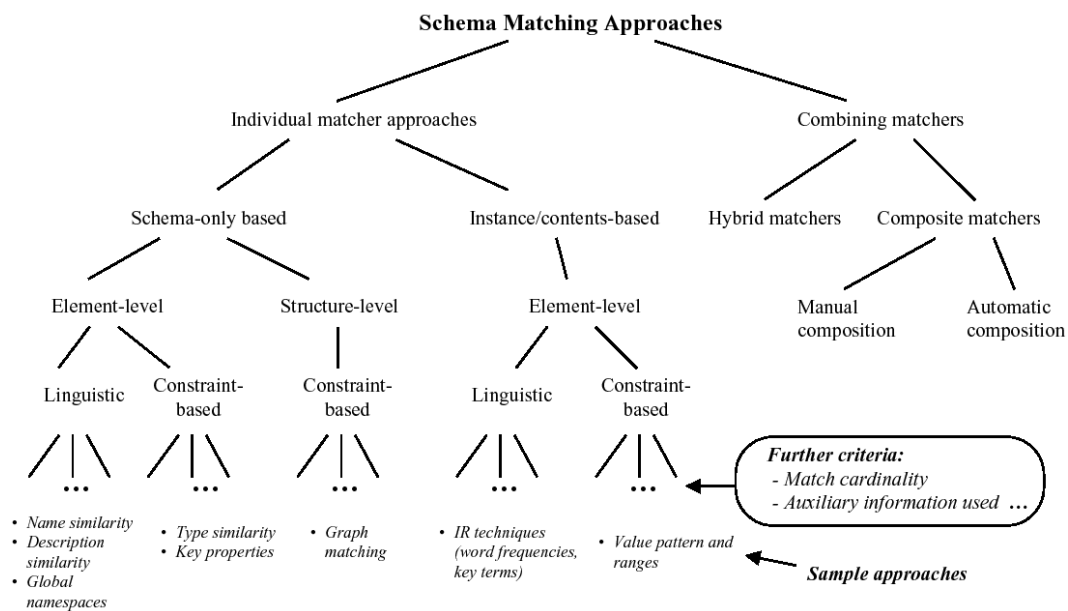 Schema Matching Approaches
Individual matcher approaches
Combining matchers
Schema-only based
Instance/contents-based
Hybrid matchers
Composite matchers
Element-level
Structure-level
Element-level
Manual
composition
Automatic
composition
Linguistic
Constraint-
based
Constraint-
based
Linguistic
Constraint-
based
...
...
...
...
...
Further criteria:
- Match cardinality
- Auxiliary information used ...
• Name similarity
• Description
similarity
• Global
namespaces
• Type similarity
• Key properties
• Graph
matching
• IR techniques
(word frequencies,
key terms)
• Value pattern and
ranges
Sample approaches